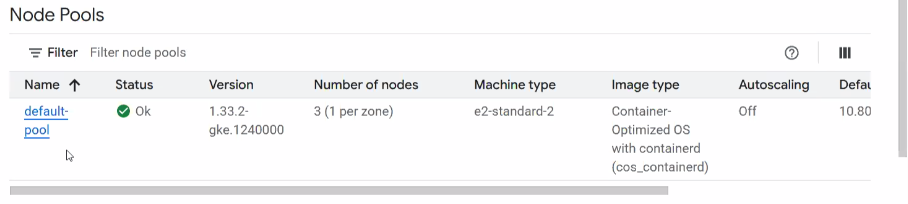 Node Pools
Filter Filter node pools
Name Status Version Number of nodes Machine type Image type Autoscaling Defau
default- Ok 1.33.2- 3 (1 per zone) e2-standard-2 Container- Off 10.80
pool gke.1240000 Optimized OS
with containerd
(cos_containerd)